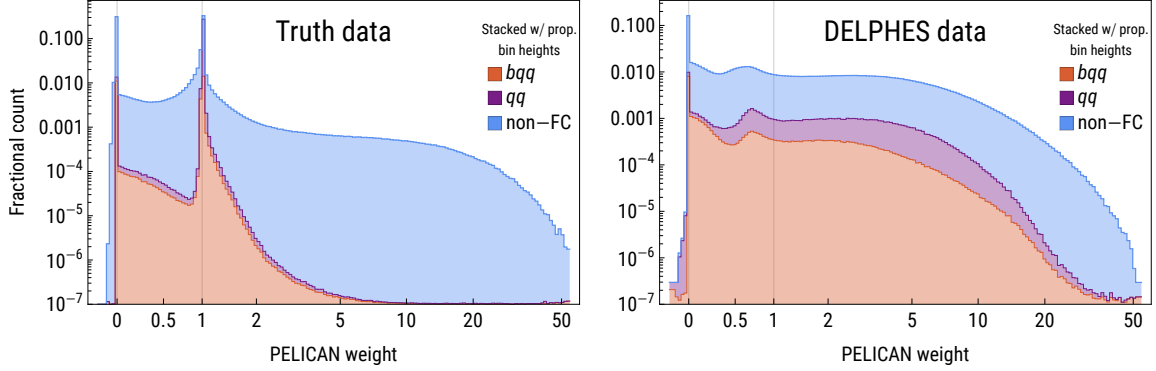 Truth data
Stacked w/ prop.
bin heights
bqq
qq
non−FC
Fractional count
0.100
0.010
0.001
10−4
10−5
10−6
10−7
0 0.5 1 2 5 10 20 50
PELICAN weight
DELPHES data
Stacked w/ prop.
bin heights
bqq
qq
non−FC
0.100
0.010
0.001
10−4
10−5
10−6
10−7
0 0.5 1 2 5 10 20 50
PELICAN weight